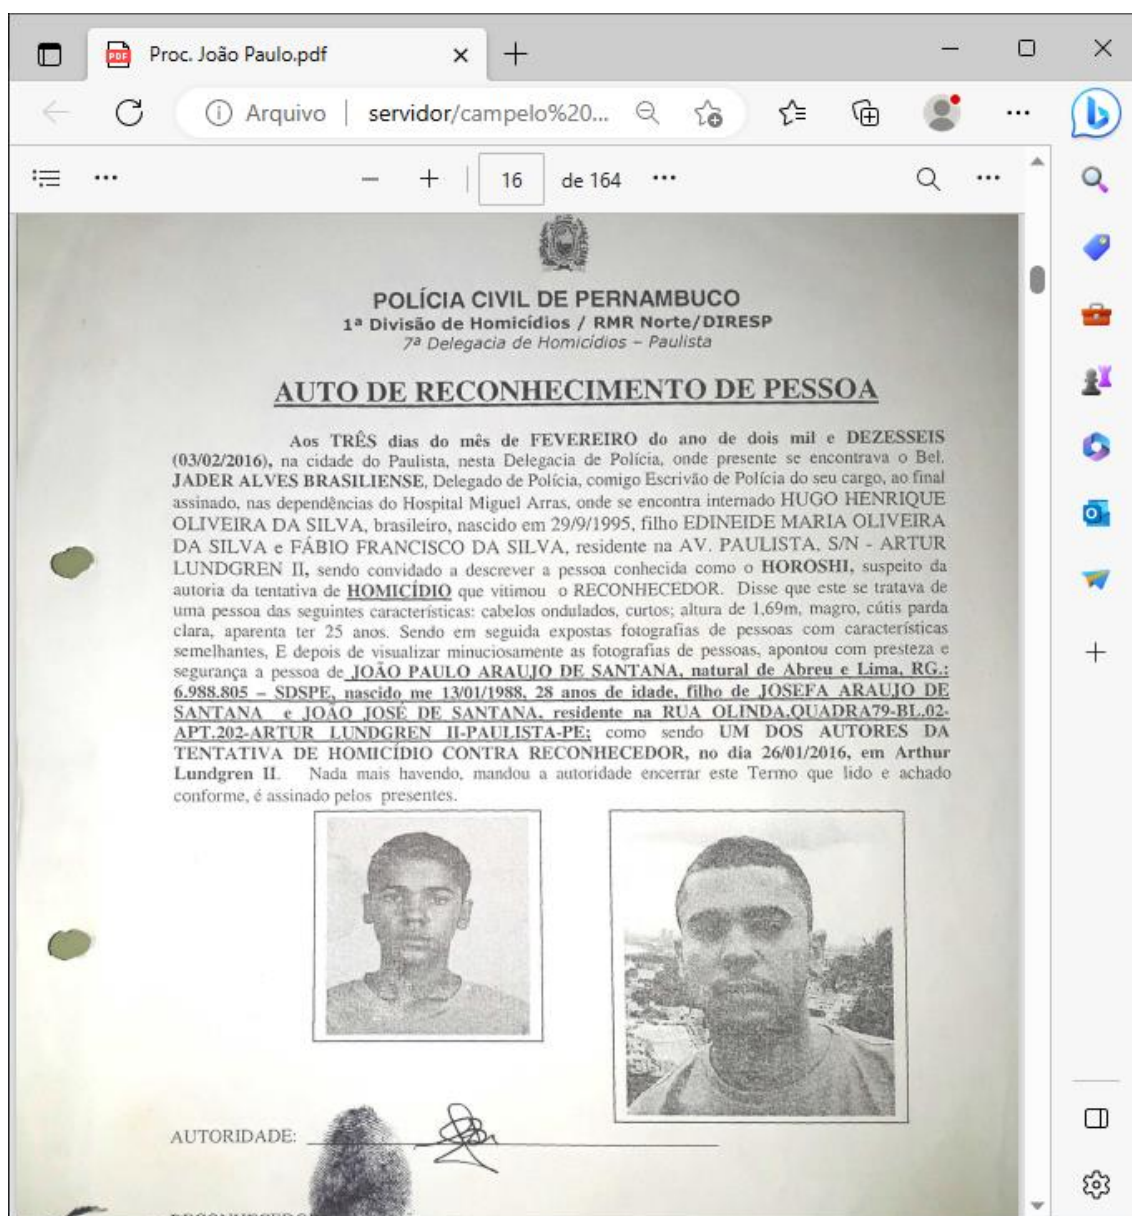 Proc. João Paulo.pdf
Arquivo | servidor/campelo%20...
16 de 164
POLÍCIA CIVIL DE PERNAMBUCO
1ª Divisão de Homicídios / RMR Norte/DIRESP
7ª Delegacia de Homicídios – Paulista
AUTO DE RECONHECIMENTO DE PESSOA
Aos TRÊS dias do mês de FEVEREIRO do ano de dois mil e DEZESSEIS
(03/02/2016), na cidade do Paulista, nesta Delegacia de Polícia, onde presente se encontrava o Bel.
JADER ALVES BRASILIENSE, Delegado de Polícia, comigo Escrivão de Polícia do seu cargo, ao final
assinado, nas dependências do Hospital Miguel Arras, onde se encontra internado HUGO HENRIQUE
OLIVEIRA DA SILVA, brasileiro, nascido em 29/9/1995, filho EDINEIDE MARIA OLIVEIRA
DA SILVA e FÁBIO FRANCISCO DA SILVA, residente na AV. PAULISTA, S/N - ARTUR
LUNDGREN II, sendo convidado a descrever a pessoa conhecida como o HOROSHI, suspeito da
autoria da tentativa de HOMICÍDIO que vitimou o RECONHECEDOR. Disse que este se tratava de
uma pessoa das seguintes características: cabelos ondulados, curtos; altura de 1,69m, magro, cútis parda
clara, aparenta ter 25 anos. Sendo em seguida expostas fotografias de pessoas com características
semelhantes, E depois de visualizar minuciosamente as fotografias de pessoas, apontou com presteza e
segurança a pessoa de JOÃO PAULO ARAUJO DE SANTANA, natural de Abreu e Lima, RG.:
6.988.805 – SDSPE, nascido me 13/01/1988, 28 anos de idade, filho de JOSEFA ARAUJO DE
SANTANA e JOÃO JOSÉ DE SANTANA, residente na RUA OLINDA,QUADRA79-BL.02-
APT.202-ARTUR LUNDGREN II-PAULISTA-PE; como sendo UM DOS AUTORES DA
TENTATIVA DE HOMICÍDIO CONTRA RECONHECEDOR, no dia 26/01/2016, em Arthur
Lundgren II. Nada mais havendo, mandou a autoridade encerrar este Termo que lido e achado
conforme, é assinado pelos presentes.
AUTORIDADE: